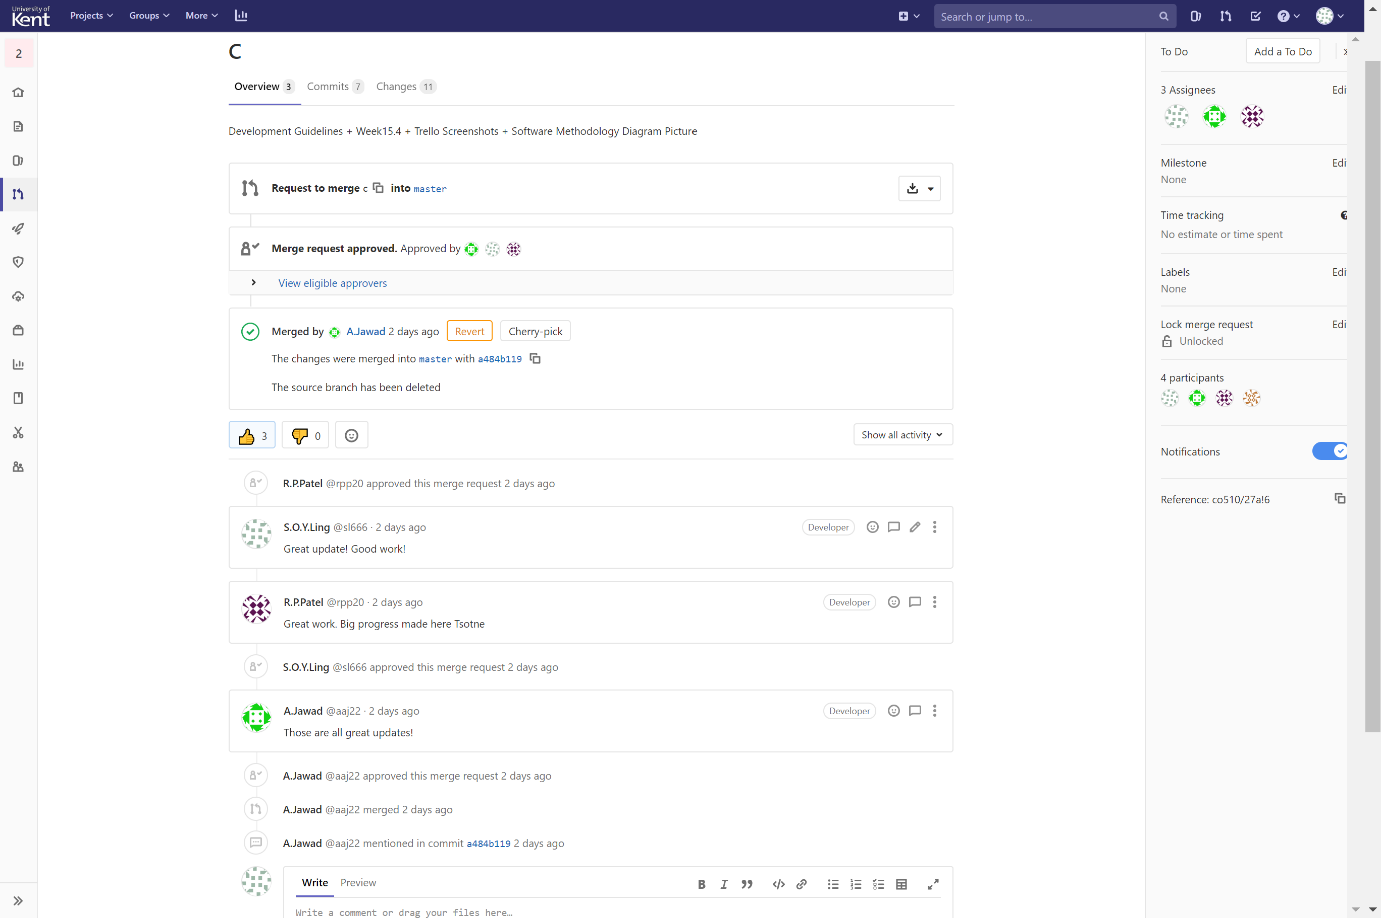 University of
Kent
Projects
Groups
More
Search or jump to...
2
C
Overview 3
Commits 7
Changes 11
Development Guidelines + Week15.4 + Trello Screenshots + Software Methodology Diagram Picture
Request to merge c into master
Merge request approved. Approved by
View eligible approvers
Merged by A.Jawad 2 days ago Revert Cherry-pick
The changes were merged into master with a484b119
The source branch has been deleted
3
0
Show all activity
R.P.Patel @rpp20 approved this merge request 2 days ago
S.O.Y.Ling @sl666 · 2 days ago
Developer
Great update! Good work!
R.P.Patel @rpp20 · 2 days ago
Developer
Great work. Big progress made here Tsotne
S.O.Y.Ling @sl666 approved this merge request 2 days ago
A.Jawad @aaj22 · 2 days ago
Developer
Those are all great updates!
A.Jawad @aaj22 approved this merge request 2 days ago
A.Jawad @aaj22 merged 2 days ago
A.Jawad @aaj22 mentioned in commit a484b119 2 days ago
Write
Preview
B I
Write a comment or drag your files here…
To Do
Add a To Do
3 Assignees
Edi
Milestone
Edi
None
Time tracking
No estimate or time spent
Labels
Edi
None
Lock merge request
Edi
Unlocked
4 participants
Notifications
Reference: co510/27a!6